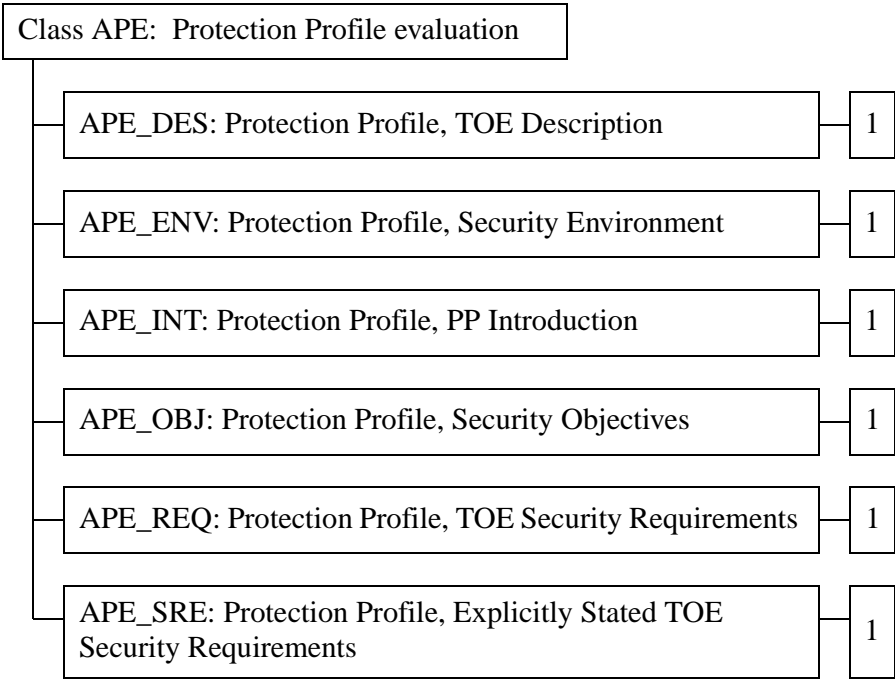 Class APE: Protection Profile evaluation
APE_DES: Protection Profile, TOE Description 1
APE_ENV: Protection Profile, Security Environment 1
APE_INT: Protection Profile, PP Introduction 1
APE_OBJ: Protection Profile, Security Objectives 1
APE_REQ: Protection Profile, TOE Security Requirements 1
APE_SRE: Protection Profile, Explicitly Stated TOE
Security Requirements 1